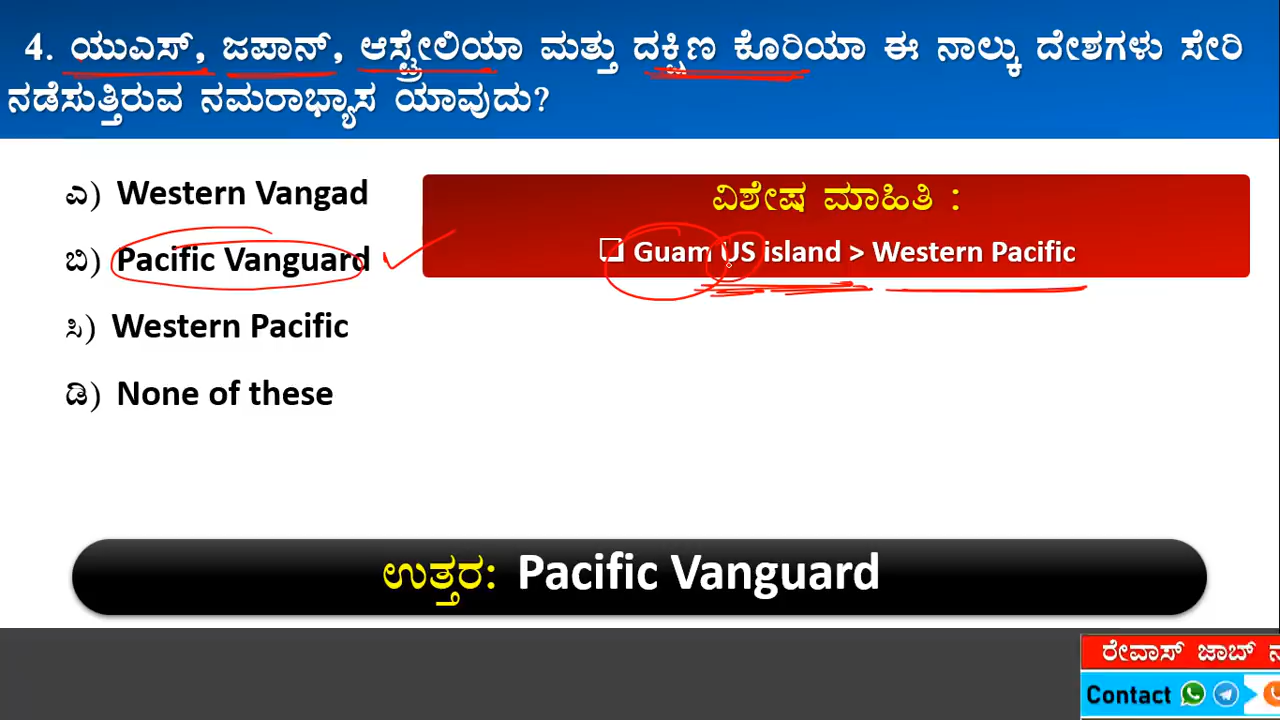 4. ಯುಎಸ್, ಜಪಾನ್, ಆಸ್ಟ್ರೇಲಿಯಾ ಮತ್ತು ದಕ್ಷಿಣ ಕೊರಿಯಾ ಈ ನಾಲ್ಕು ದೇಶಗಳು ಸೇರಿ
ನಡೆಸುತ್ತಿರುವ ನಮರಾಭ್ಯಾಸ ಯಾವುದು?
ಎ) Western Vangad
ಬಿ) Pacific Vanguard
ಸಿ) Western Pacific
ಡಿ) None of these
ವಿಶೇಷ ಮಾಹಿತಿ :
Guam US island > Western Pacific
ಉತ್ತರ: Pacific Vanguard
ರೇವಾಸ್ ಜಾಬ್
Contact